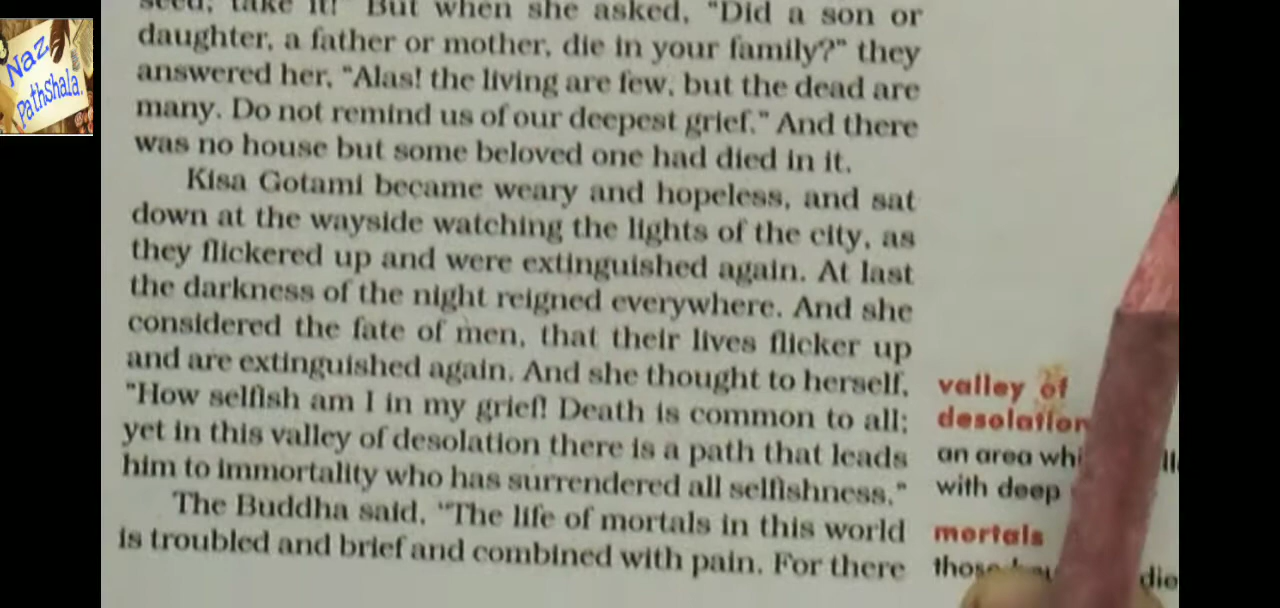 Naz
PathShala.
seed; take it!" But when she asked, "Did a son or
daughter, a father or mother, die in your family?" they
answered her, "Alas! the living are few, but the dead are
many. Do not remind us of our deepest grief." And there
was no house but some beloved one had died in it.
Kisa Gotami became weary and hopeless, and sat
down at the wayside watching the lights of the city, as
they flickered up and were extinguished again. At last
the darkness of the night reigned everywhere. And she
considered the fate of men, that their lives flicker up
and are extinguished again. And she thought to herself,
"How selfish am I in my grief! Death is common to all;
yet in this valley of desolation there is a path that leads
him to immortality who has surrendered all selfishness."
The Buddha said, "The life of mortals in this world
is troubled and brief and combined with pain. For there
valley of
desolation
an area
with deep
mortals